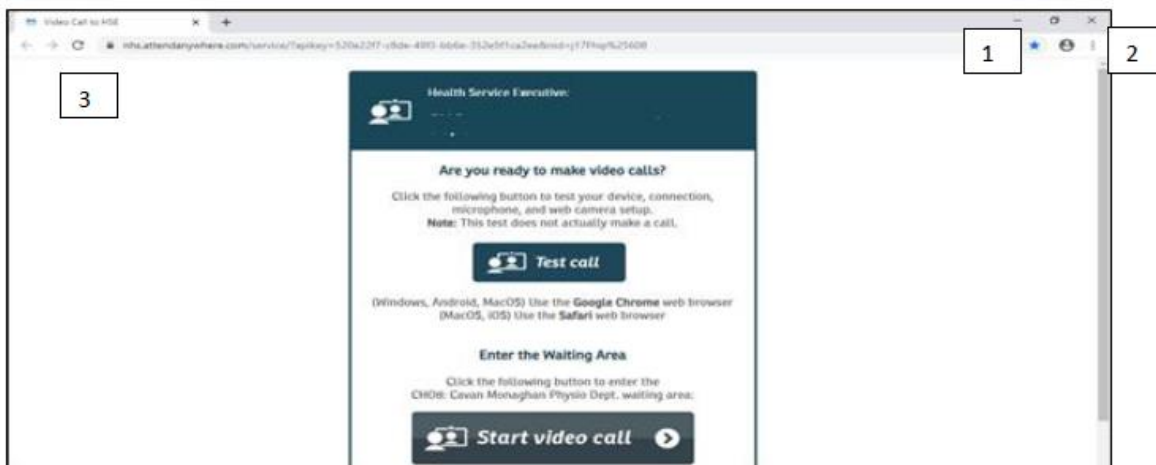 Video Call to HSE
1
2
3
Health Service Executive:
Are you ready to make video calls?
Click the following button to test your device, connection,
microphone, and web camera setup.
Note: This test does not actually make a call.
Test call
(Windows, Android, MacOS) Use the Google Chrome web browser
(MacOS, iOS) Use the Safari web browser
Enter the Waiting Area
Click the following button to enter the
CHO8: Cavan Monaghan Physio Dept. waiting area:
Start video call